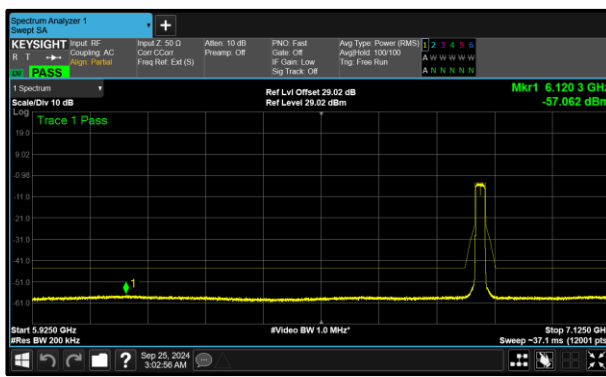 Spectrum Analyzer 1
Swept SA
+
KEYSIGHT Input: RF Input Z: 50 Ω Atten: 10 dB PNO: Fast Avg Type: Power (RMS) 1 2 3 4 5 6
R T Coupling: AC Corr CCorr Preamp: Off Gate: Off Avg|Hold: 100/100 A W W W W W
Align: Partial Freq Ref: Ext (S) IF Gain: Low Trig: Free Run
PASS Sig Track: Off A N N N N N
1 Spectrum Ref Lvl Offset 29.02 dB Mkr1 6.120 3 GHz
Scale/Div 10 dB Ref Level 29.02 dBm -57.062 dBm
Log Trace 1 Pass
19.0
9.02
-0.98
-11.0
-21.0
-31.0
-41.0
-51.0 1
-61.0
Start 5.9250 GHz #Video BW 1.0 MHz* Stop 7.1250 GH
#Res BW 200 kHz Sweep ~37.1 ms (12001 pts
? Sep 25, 2024
3:02:56 AM